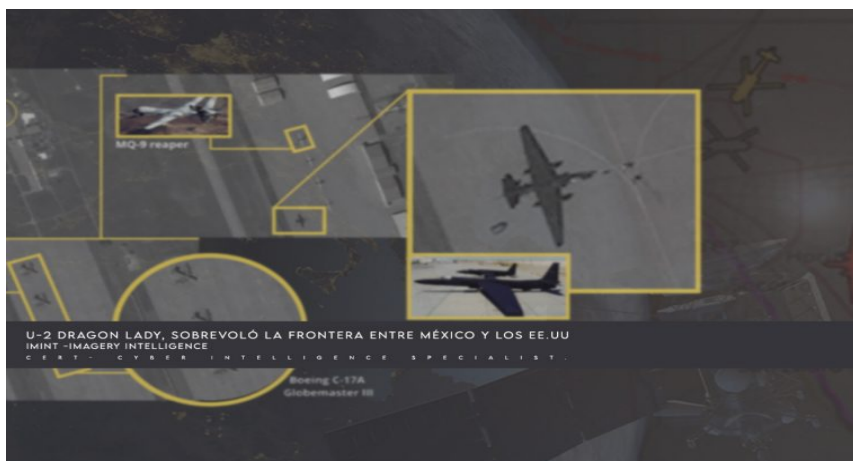 MQ-9 reaper
U-2 DRAGON LADY, SOBREVOLÓ LA FRONTERA ENTRE MÉXICO Y LOS EE.UU
IMINT -IMAGERY INTELLIGENCE
CERT- CYBER INTELLIGENCE SPECIALIST.
Boeing C-17A
Globemaster III